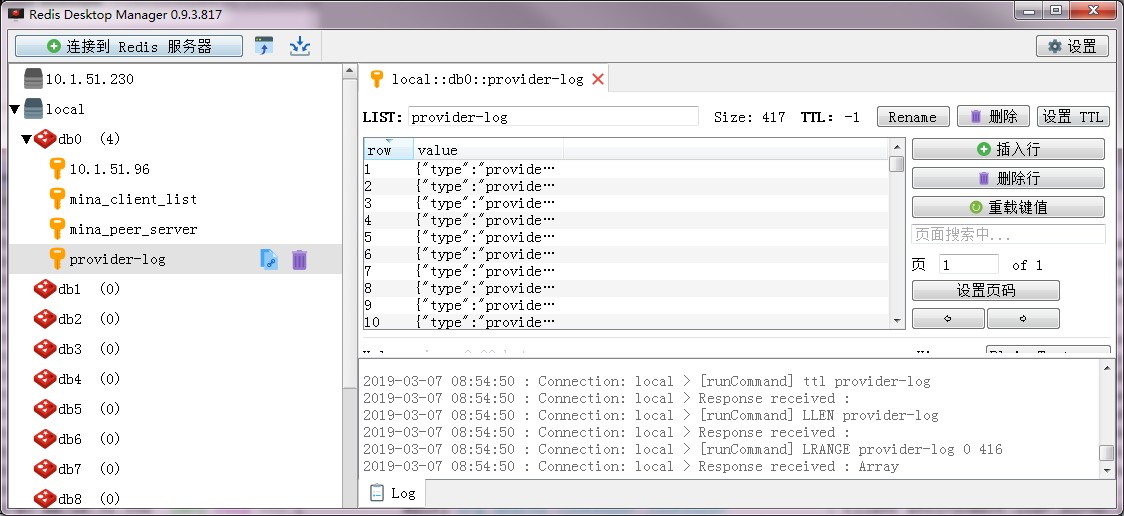 Redis Desktop Manager 0.9.3.817
连接到 Redis 服务器
设置
10.1.51.230
local
db0 (4)
10.1.51.96
mina_client_list
mina_peer_server
provider-log
db1 (0)
db2 (0)
db3 (0)
db4 (0)
db5 (0)
db6 (0)
db7 (0)
db8 (0)
local::db0::provider-log
LIST: provider-log Size: 417 TTL: -1 Rename 删除 设置 TTL
row value
1 {"type":"provide…
2 {"type":"provide…
3 {"type":"provide…
4 {"type":"provide…
5 {"type":"provide…
6 {"type":"provide…
7 {"type":"provide…
8 {"type":"provide…
9 {"type":"provide…
10 {"type":"provide…
插入行
删除行
重载键值
页面搜索中...
页 1 of 1
设置页码
2019-03-07 08:54:50 : Connection: local > [runCommand] ttl provider-log
2019-03-07 08:54:50 : Connection: local > Response received :
2019-03-07 08:54:50 : Connection: local > [runCommand] LLEN provider-log
2019-03-07 08:54:50 : Connection: local > Response received :
2019-03-07 08:54:50 : Connection: local > [runCommand] LRANGE provider-log 0 416
2019-03-07 08:54:50 : Connection: local > Response received : Array
Log